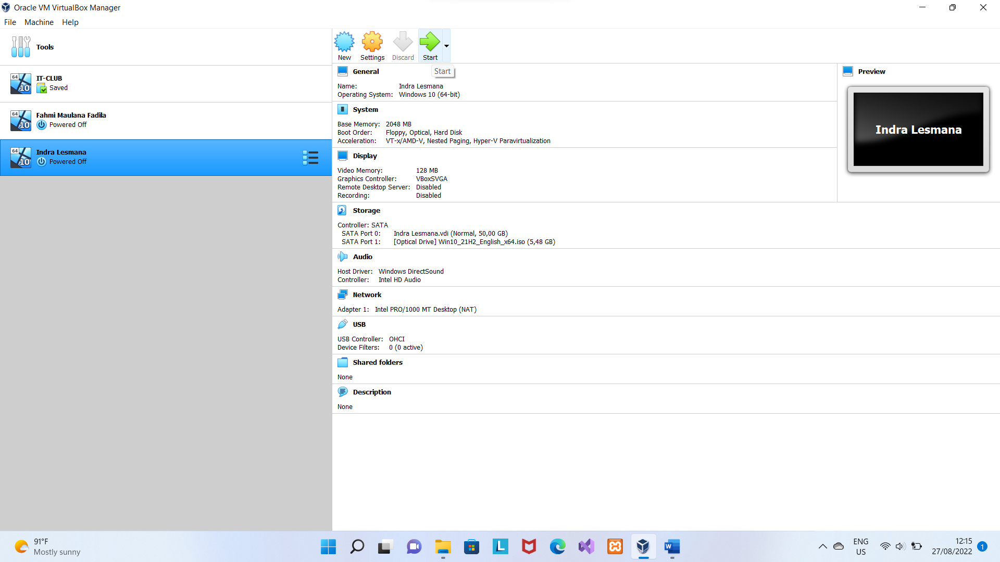 Oracle VM VirtualBox Manager
File Machine Help
Tools
64
10
IT-CLUB
Saved
64
10
Fahmi Maulana Fadila
Powered Off
64
10
Indra Lesmana
Powered Off
New Settings Discard Start
Start
General
Name: Indra Lesmana
Operating System: Windows 10 (64-bit)
System
Base Memory: 2048 MB
Boot Order: Floppy, Optical, Hard Disk
Acceleration: VT-x/AMD-V, Nested Paging, Hyper-V Paravirtualization
Display
Video Memory: 128 MB
Graphics Controller: VBoxSVGA
Remote Desktop Server: Disabled
Recording: Disabled
Storage
Controller: SATA
SATA Port 0: Indra Lesmana.vdi (Normal, 50,00 GB)
SATA Port 1: [Optical Drive] Win10_21H2_English_x64.iso (5,48 GB)
Audio
Host Driver: Windows DirectSound
Controller: Intel HD Audio
Network
Adapter 1: Intel PRO/1000 MT Desktop (NAT)
USB
USB Controller: OHCI
Device Filters: 0 (0 active)
Shared folders
None
Description
None
Preview
Indra Lesmana
91°F
Mostly sunny
L
W
ENG
US
12:15
27/08/2022
1